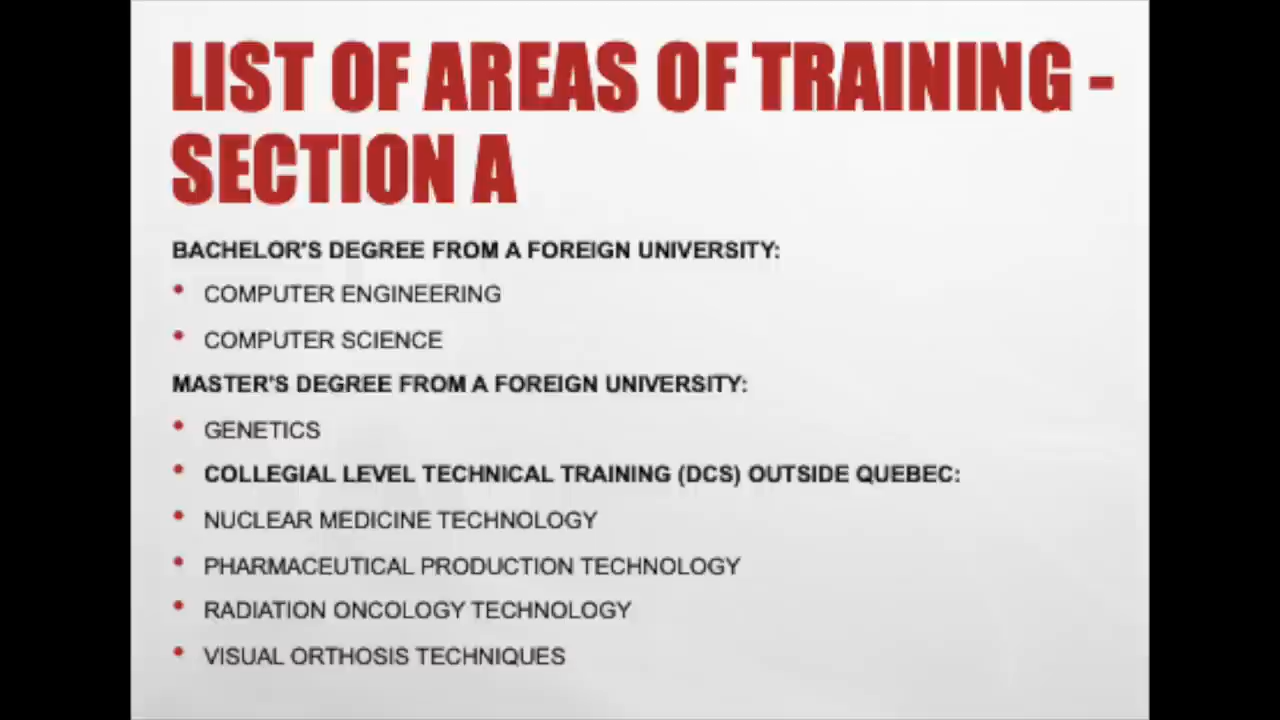 LIST OF AREAS OF TRAINING -
SECTION A
BACHELOR'S DEGREE FROM A FOREIGN UNIVERSITY:
• COMPUTER ENGINEERING
• COMPUTER SCIENCE
MASTER'S DEGREE FROM A FOREIGN UNIVERSITY:
• GENETICS
• COLLEGIAL LEVEL TECHNICAL TRAINING (DCS) OUTSIDE QUEBEC:
• NUCLEAR MEDICINE TECHNOLOGY
• PHARMACEUTICAL PRODUCTION TECHNOLOGY
• RADIATION ONCOLOGY TECHNOLOGY
• VISUAL ORTHOSIS TECHNIQUES